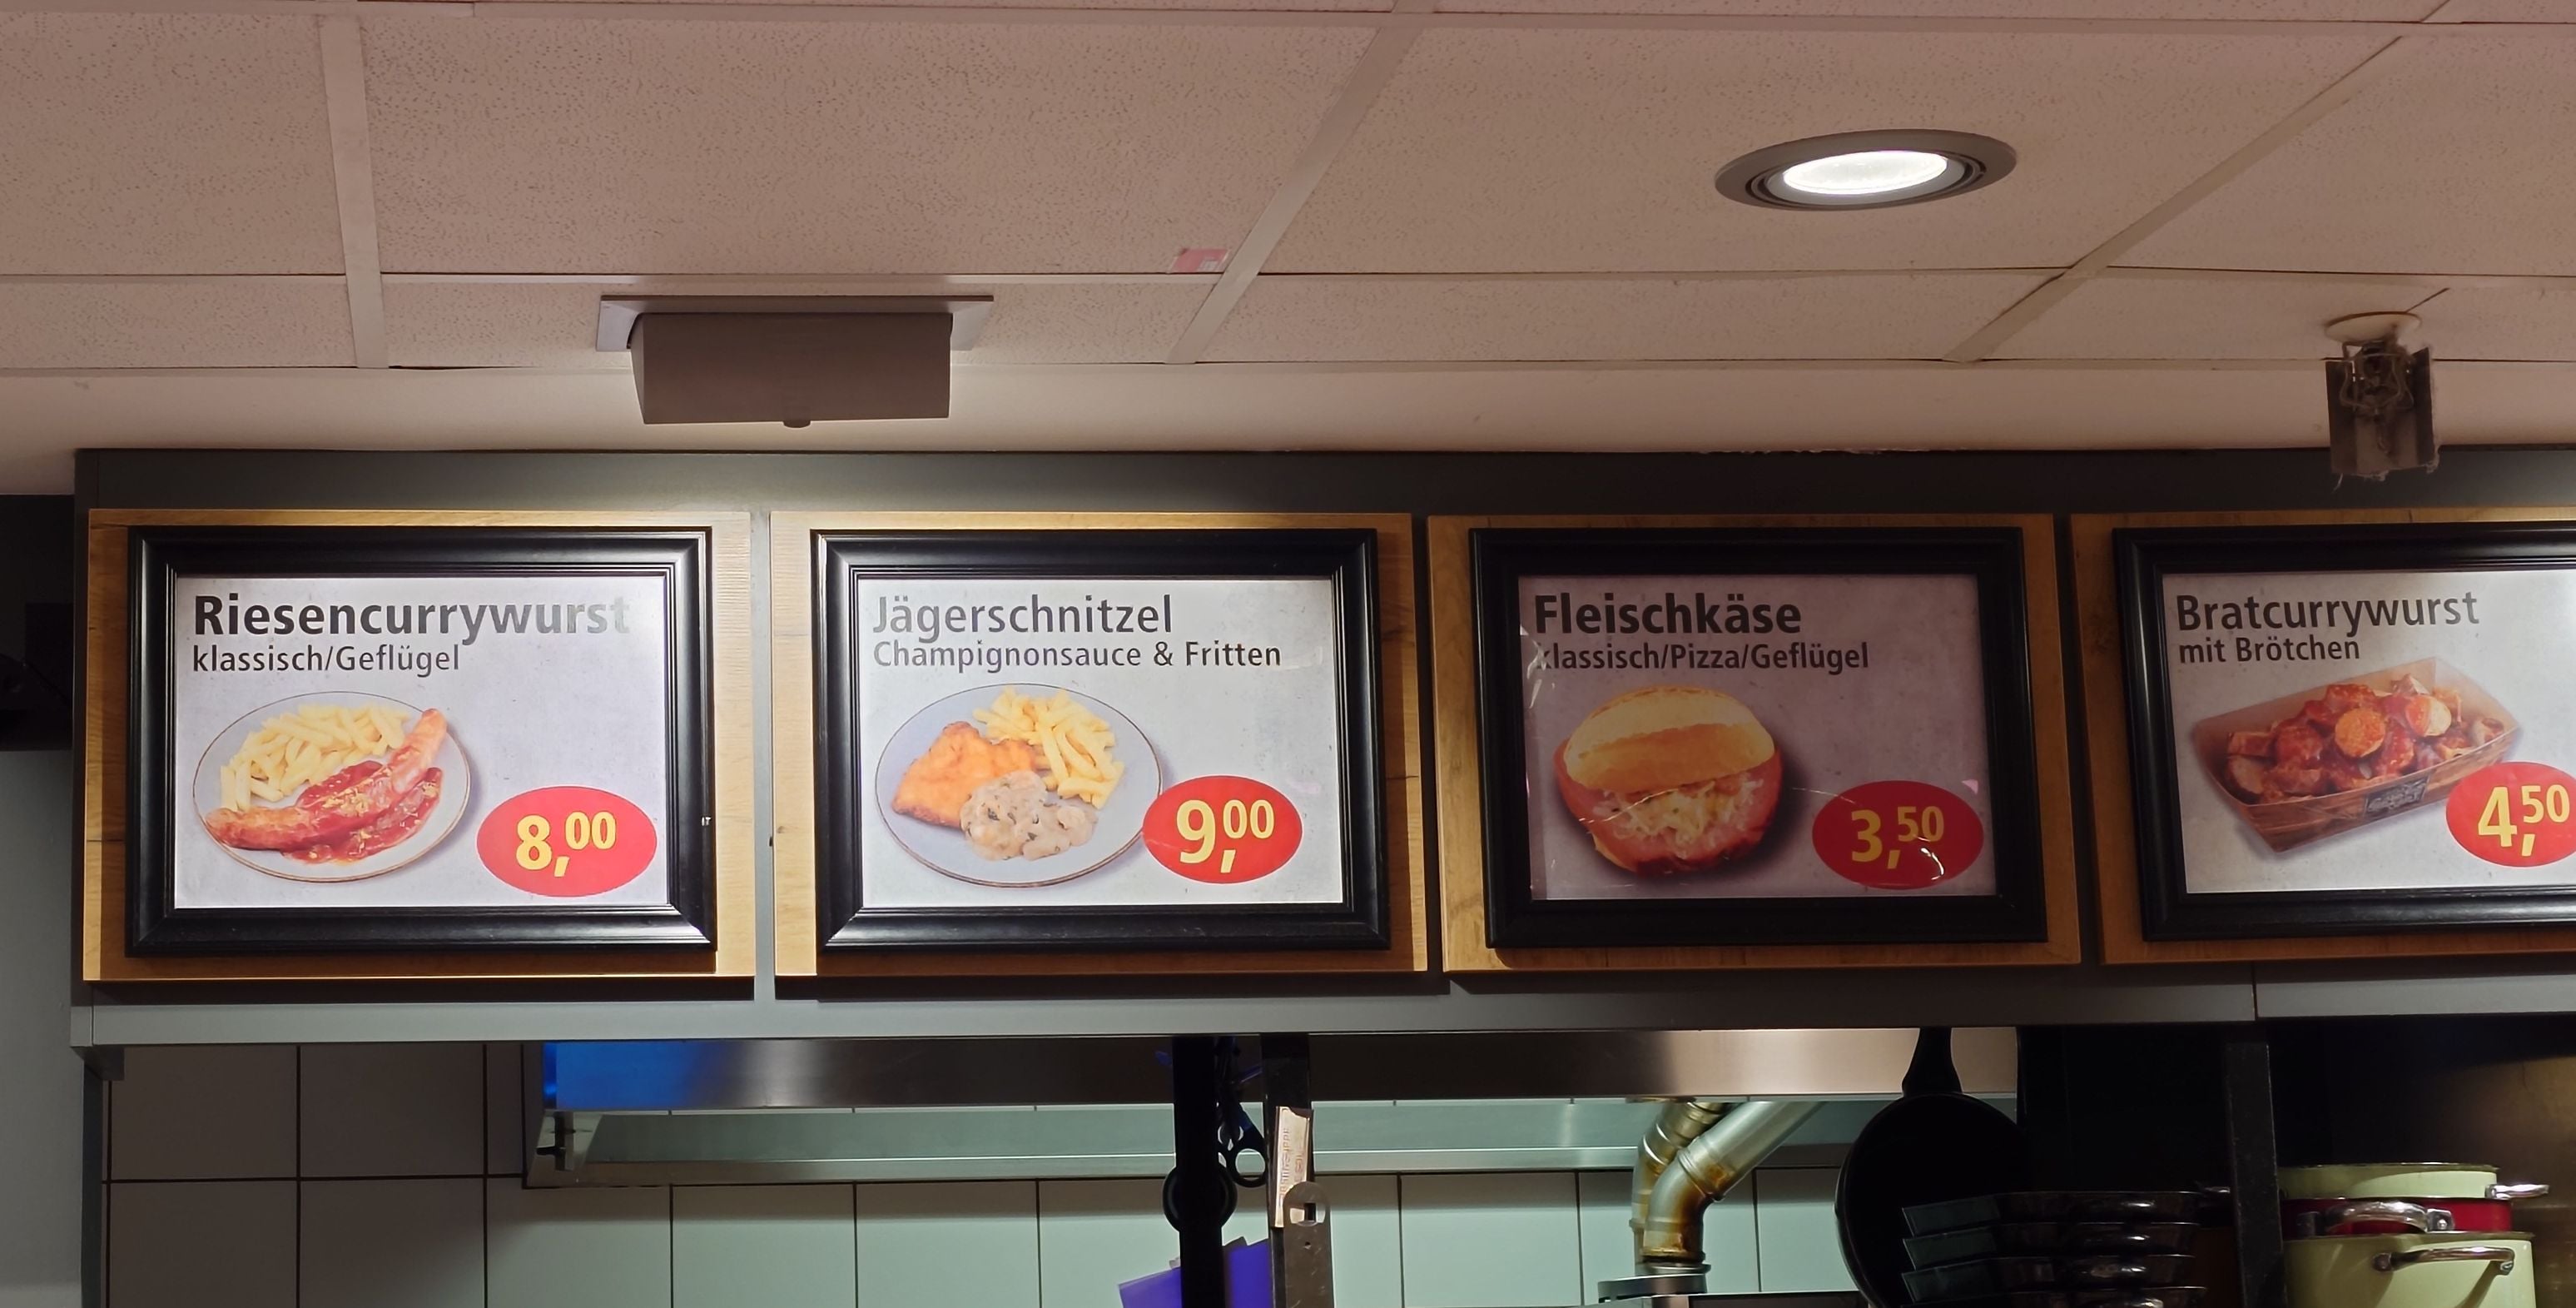 Riesencurrywurst
klassisch/Geflügel
8,00
Jägerschnitzel
Champignonsauce & Fritten
9,00
Fleischkäse
klassisch/Pizza/Geflügel
3,50
Bratcurrywurst
mit Brötchen
4,50